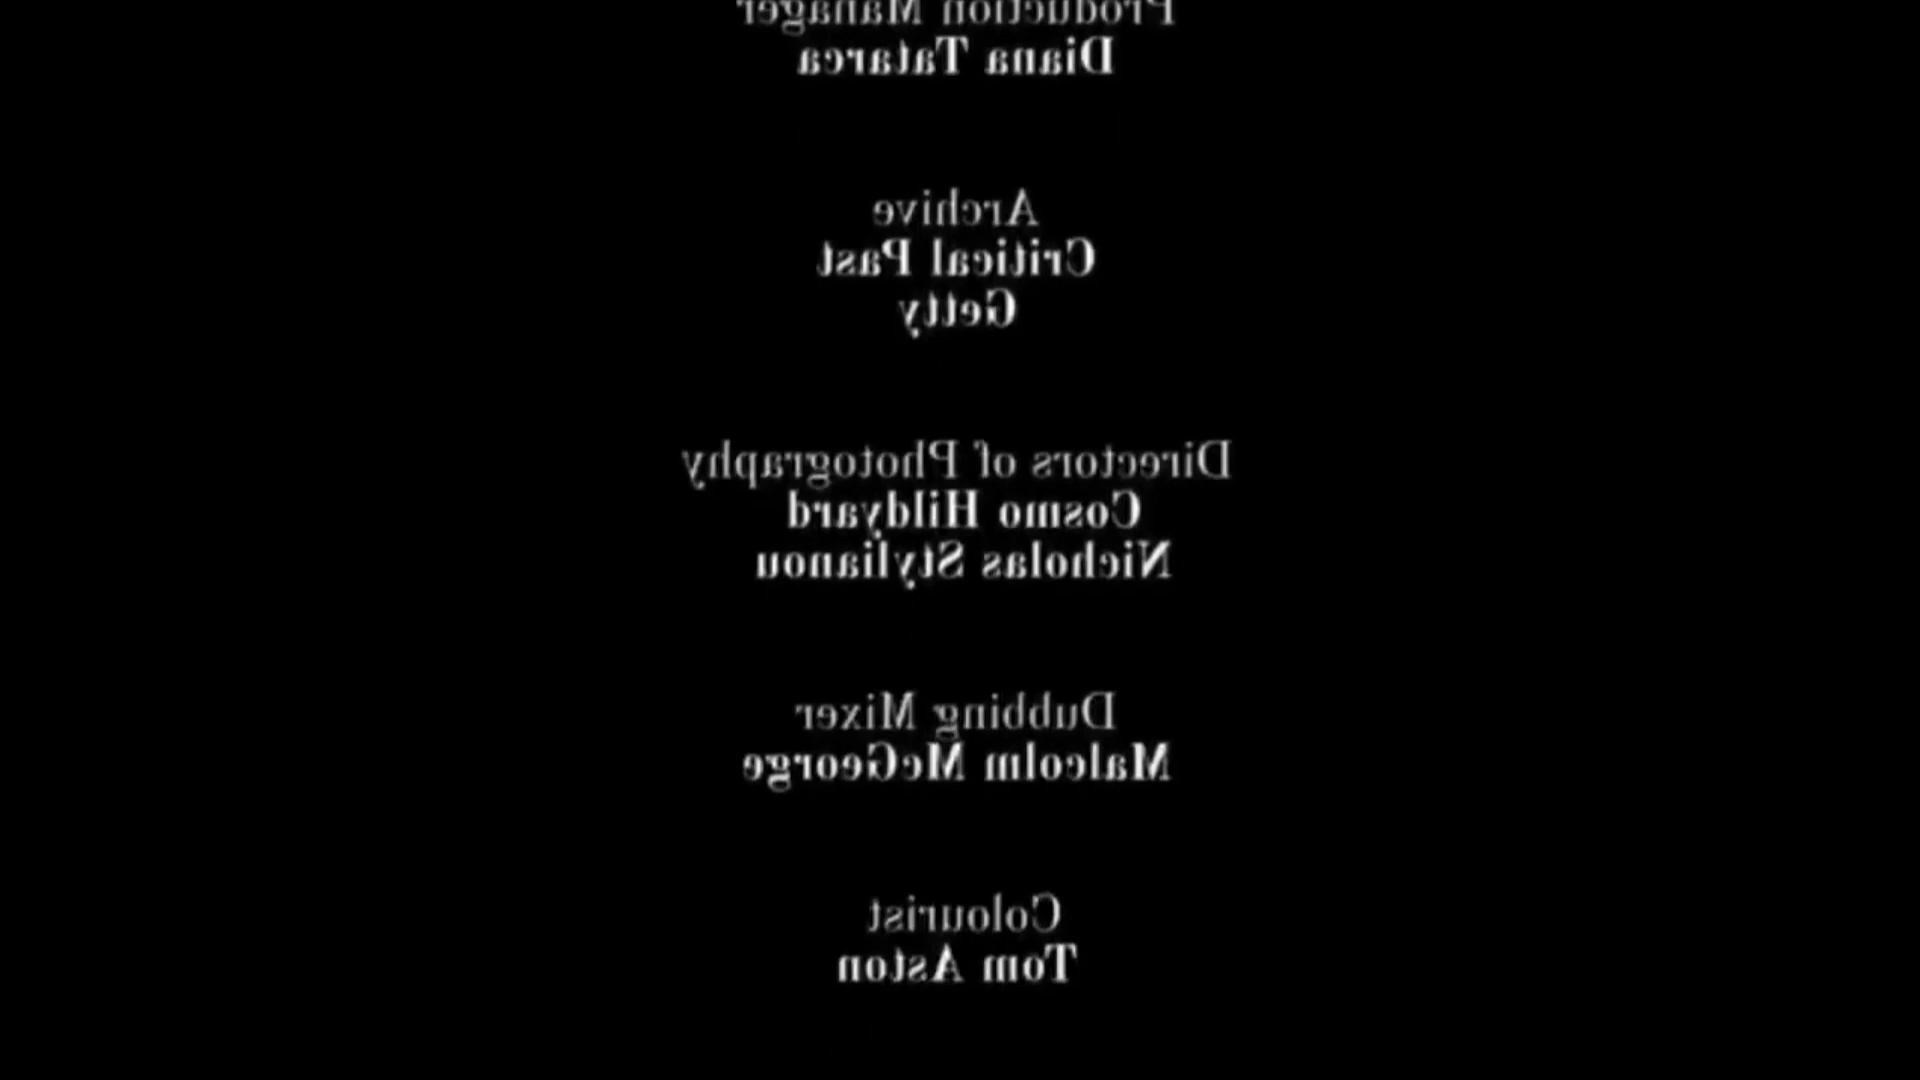 Production Manager
Diana Tatarca
Archive
Critical Past
Getty
Directors of Photography
Cosmo Hildyard
Nicholas Stylianou
Dubbing Mixer
Malcolm McGeorge
Colourist
Tom Aston